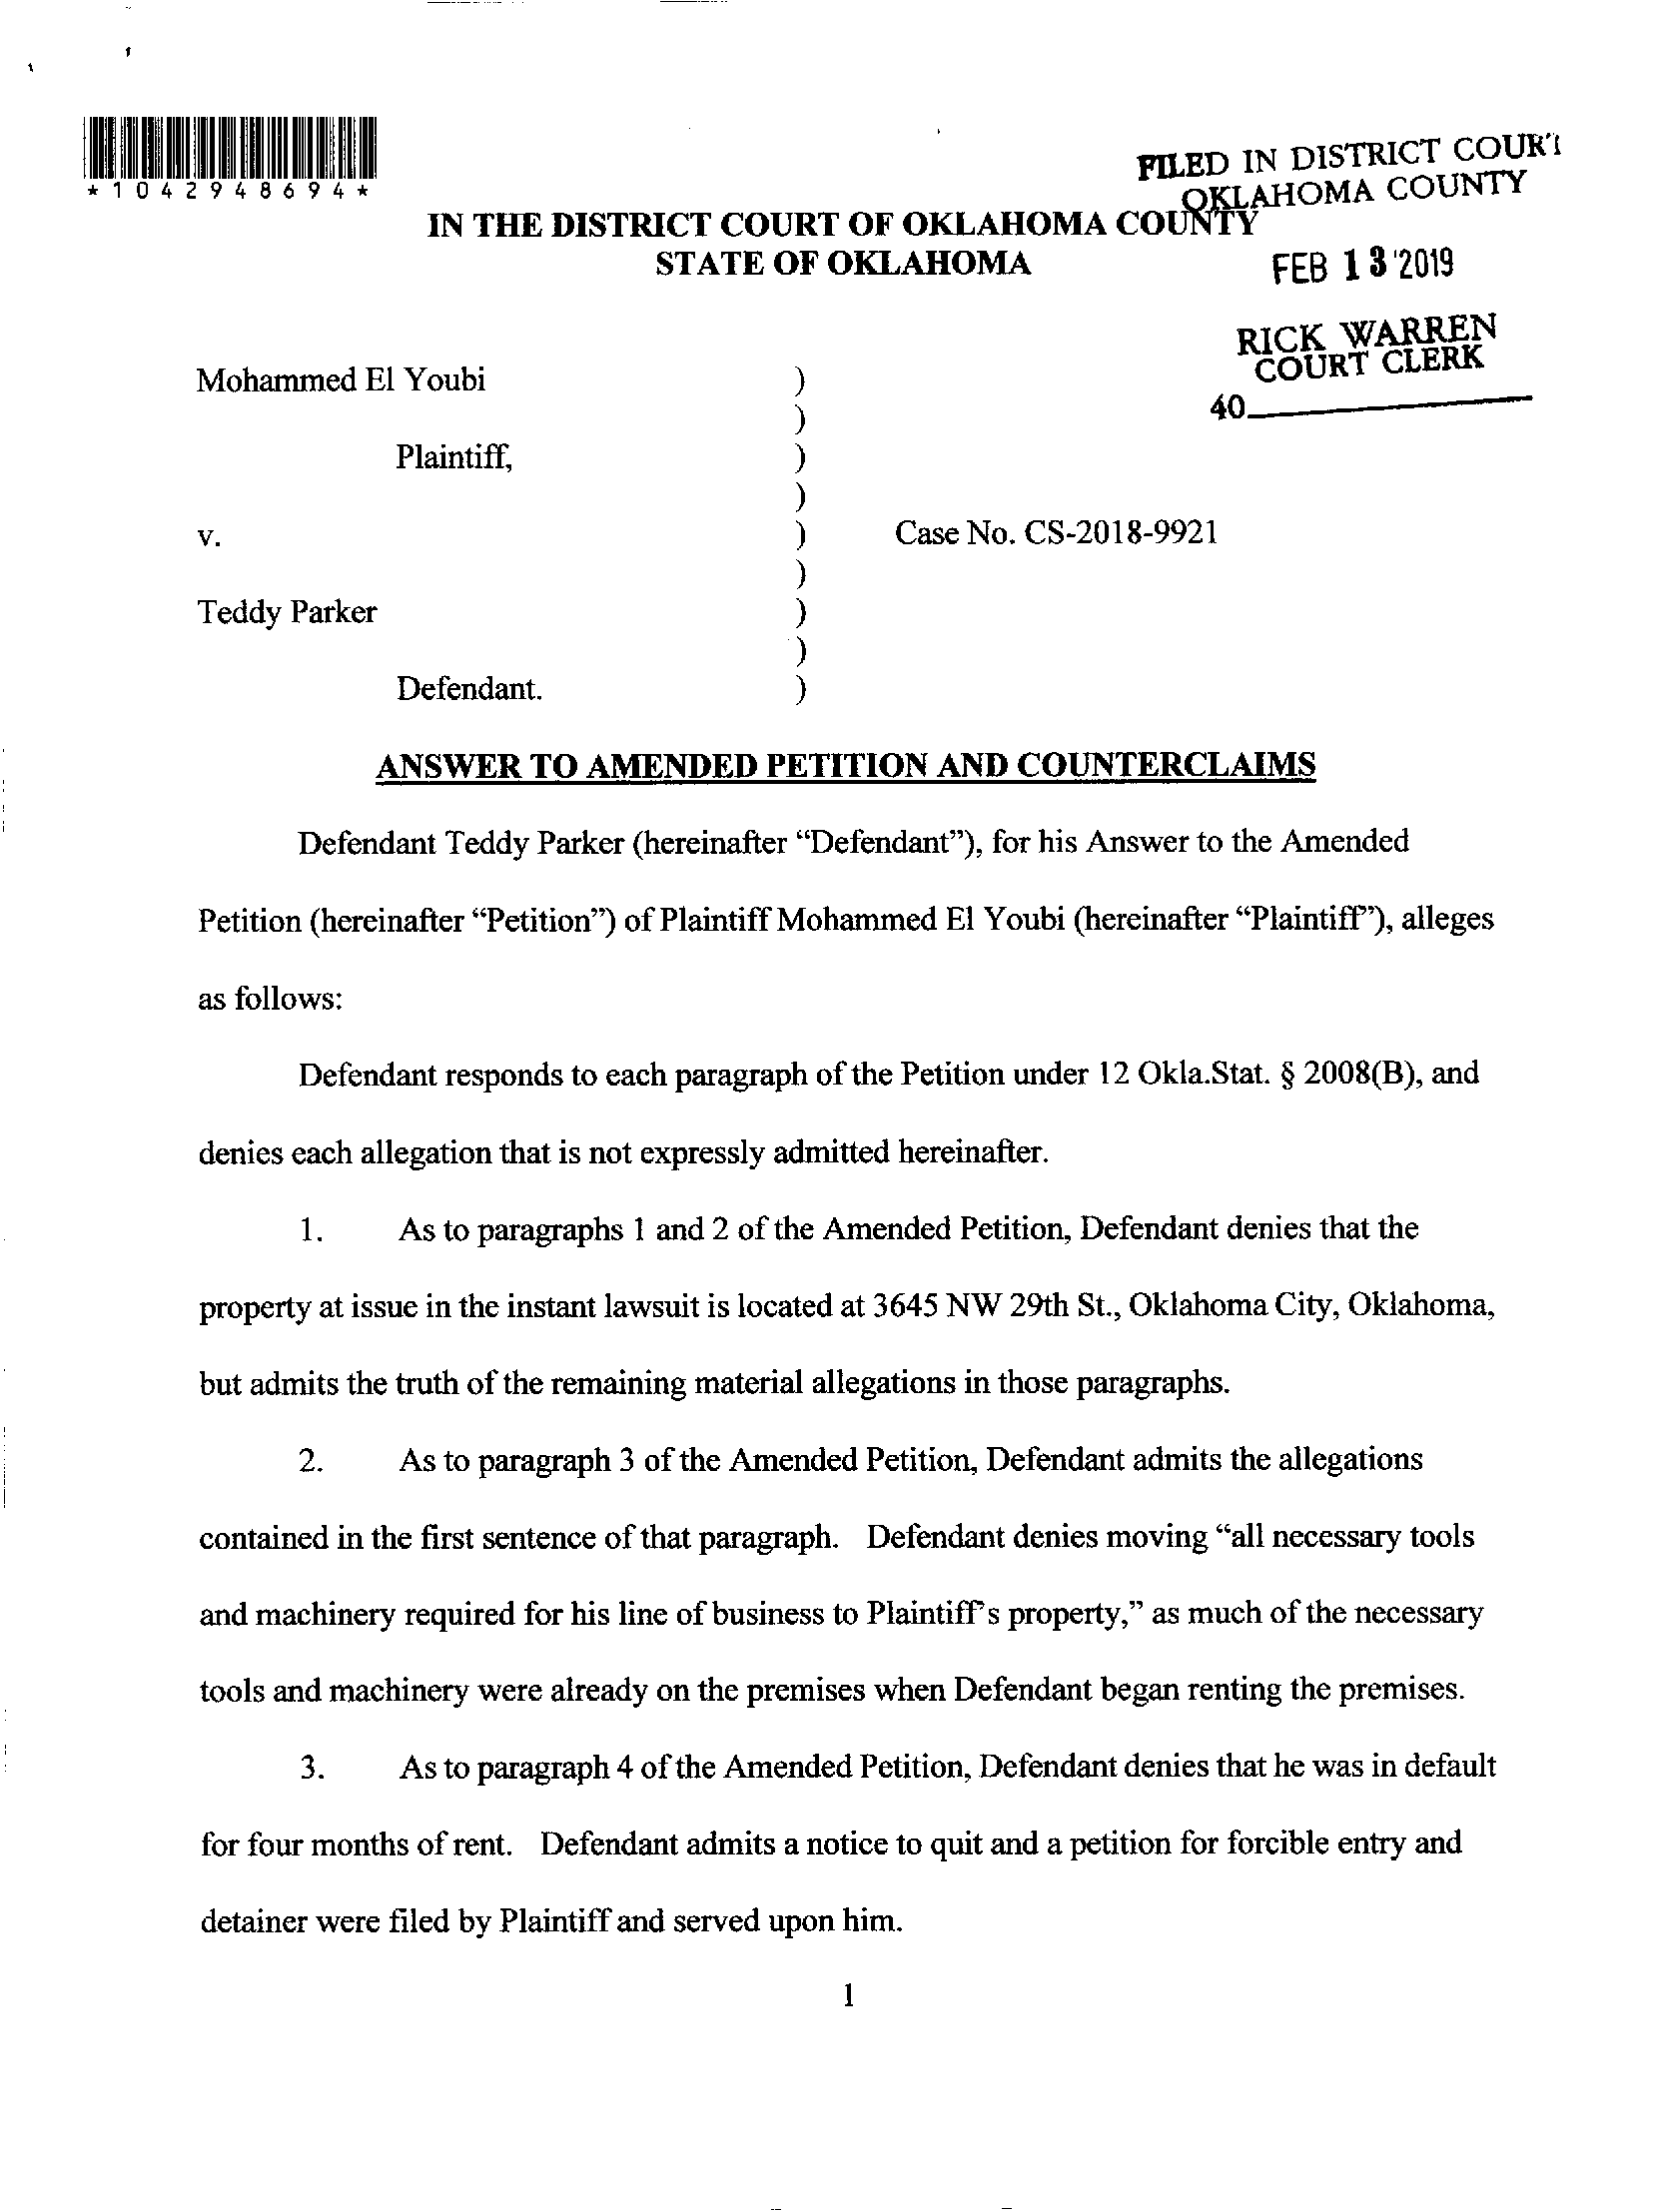 *1042948694*
FILED IN DISTRICT COURT
OKLAHOMA COUNTY
IN THE DISTRICT COURT OF OKLAHOMA COUNTY
STATE OF OKLAHOMA
FEB 13 2019
RICK WARREN
COURT CLERK
40
Mohammed El Youbi )
)
Plaintiff, )
)
v. ) Case No. CS-2018-9921
)
Teddy Parker )
)
Defendant. )
ANSWER TO AMENDED PETITION AND COUNTERCLAIMS
Defendant Teddy Parker (hereinafter “Defendant”), for his Answer to the Amended
Petition (hereinafter “Petition”) of Plaintiff Mohammed El Youbi (hereinafter “Plaintiff”), alleges
as follows:
Defendant responds to each paragraph of the Petition under 12 Okla.Stat. § 2008(B), and
denies each allegation that is not expressly admitted hereinafter.
1. As to paragraphs 1 and 2 of the Amended Petition, Defendant denies that the
property at issue in the instant lawsuit is located at 3645 NW 29th St., Oklahoma City, Oklahoma,
but admits the truth of the remaining material allegations in those paragraphs.
2. As to paragraph 3 of the Amended Petition, Defendant admits the allegations
contained in the first sentence of that paragraph. Defendant denies moving “all necessary tools
and machinery required for his line of business to Plaintiff’s property,” as much of the necessary
tools and machinery were already on the premises when Defendant began renting the premises.
3. As to paragraph 4 of the Amended Petition, Defendant denies that he was in default
for four months of rent. Defendant admits a notice to quit and a petition for forcible entry and
detainer were filed by Plaintiff and served upon him.
1